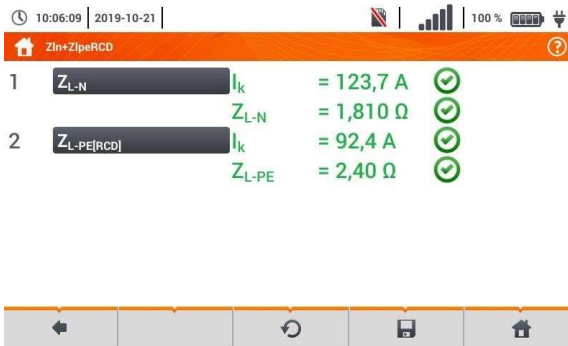 10:06:09 2019-10-21 100 %
Zln+ZlpeRCD ?
1 ZL-N Ik = 123,7 A
ZL-N = 1,810 Ω
2 ZL-PE[RCD] Ik = 92,4 A
ZL-PE = 2,40 Ω